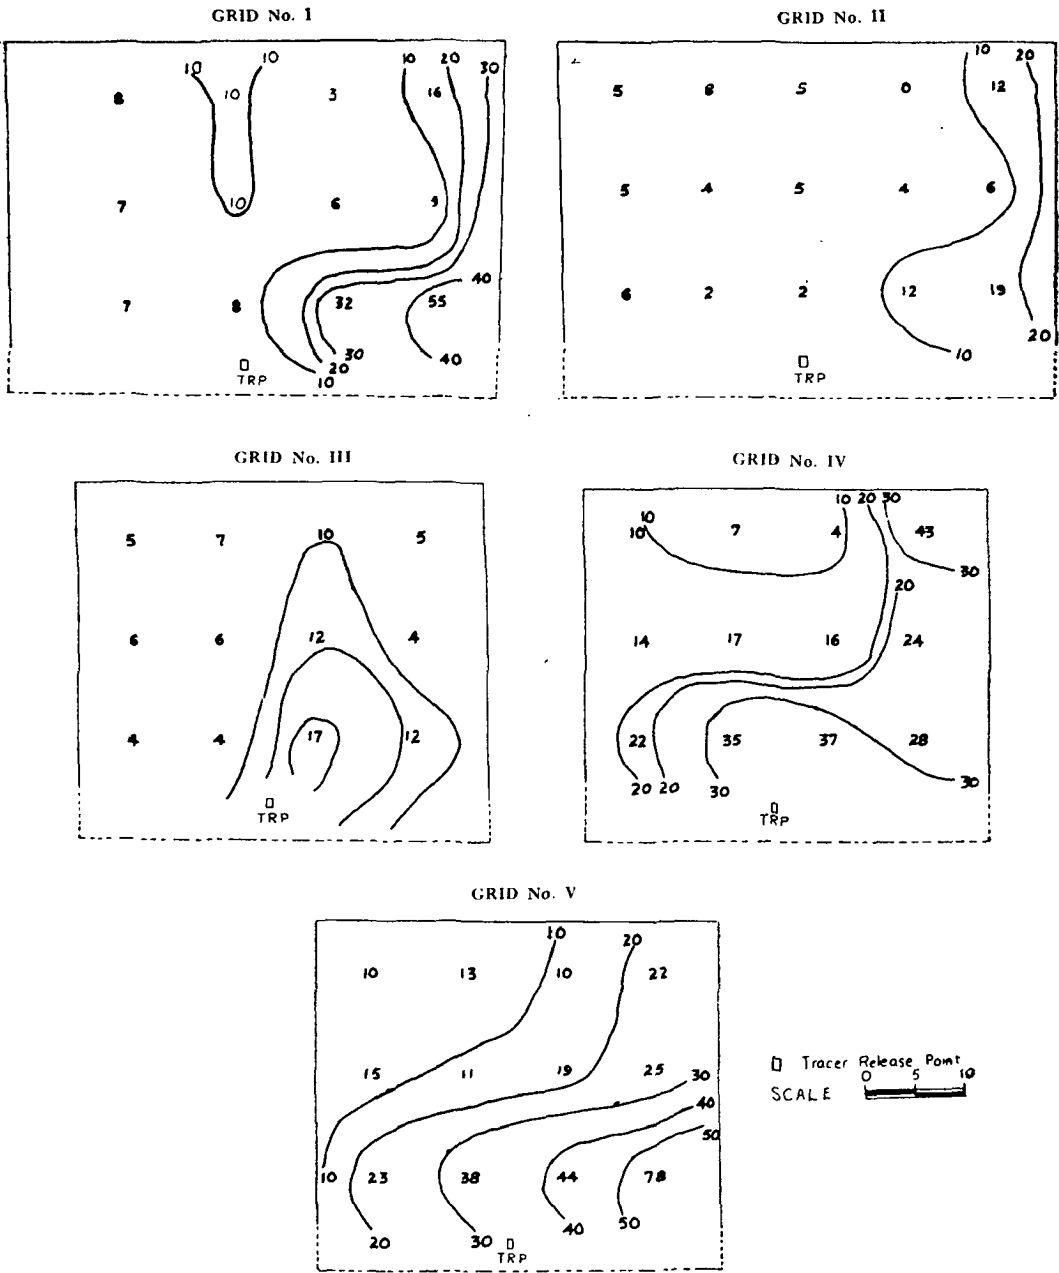 GRID No. I
10 10 10 20 30
8 10 3 16
7 10 6 9
40
7 8 32 55
30 40
20
TRP 10
GRID No. II
10 20
5 8 5 0 12
5 4 5 4 6
6 2 2 12 19
20
10
TRP
GRID No. III
5 7 10 5
6 6 12 4
4 4 17 12
TRP
GRID No. IV
10 20 30
10
10 7 4 43
30
20
14 17 16 24
22 35 37 28
20 20 30 30
TRP
GRID No. V
10 20
10 13 10 22
15 11 19 25 30
40
50
10 23 38 44 78
40 50
20 30
TRP
Tracer Release Point
0 5 10
SCALE